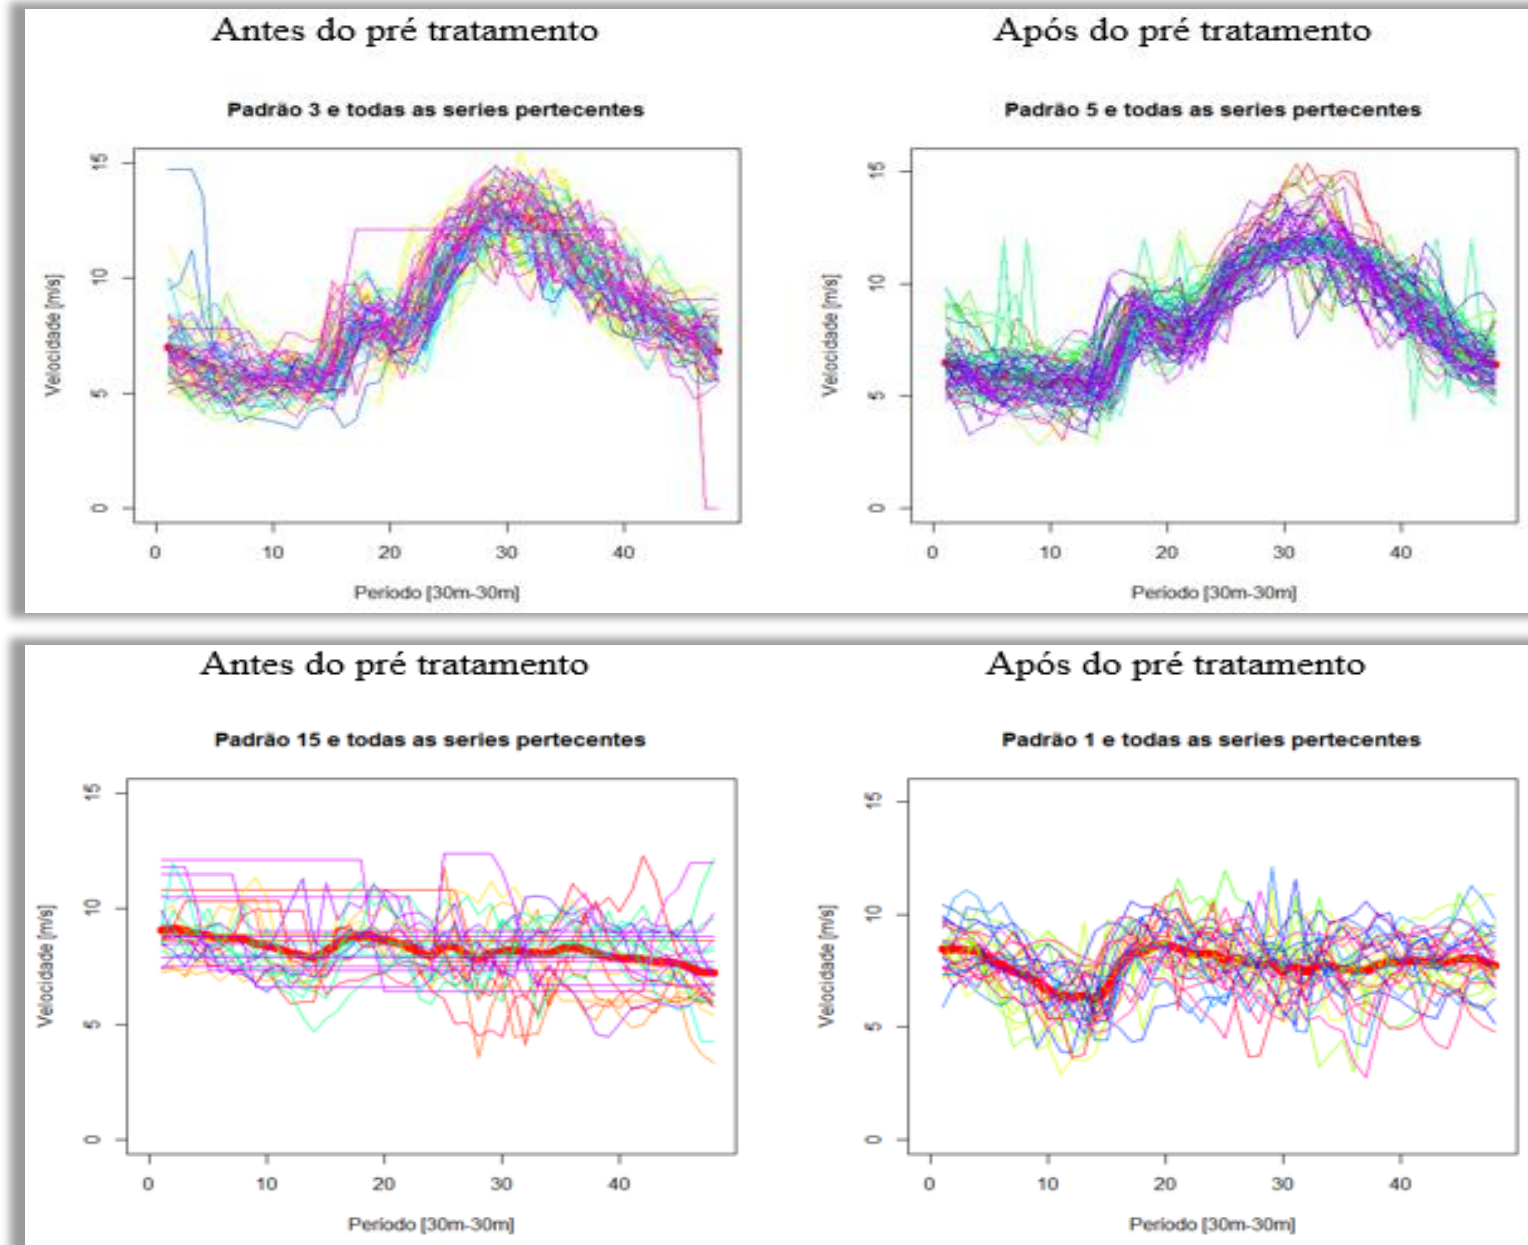 Antes do pré tratamento
Após do pré tratamento
Padrão 3 e todas as series pertecentes
Padrão 5 e todas as series pertecentes
Velocidade [m/s]
0 5 10 15
0 10 20 30 40
Período [30m-30m]
Velocidade [m/s]
0 5 10 15
0 10 20 30 40
Período [30m-30m]
Antes do pré tratamento
Após do pré tratamento
Padrão 15 e todas as series pertecentes
Padrão 1 e todas as series pertecentes
Velocidade [m/s]
0 5 10 15
0 10 20 30 40
Período [30m-30m]
Velocidade [m/s]
0 5 10 15
0 10 20 30 40
Período [30m-30m]